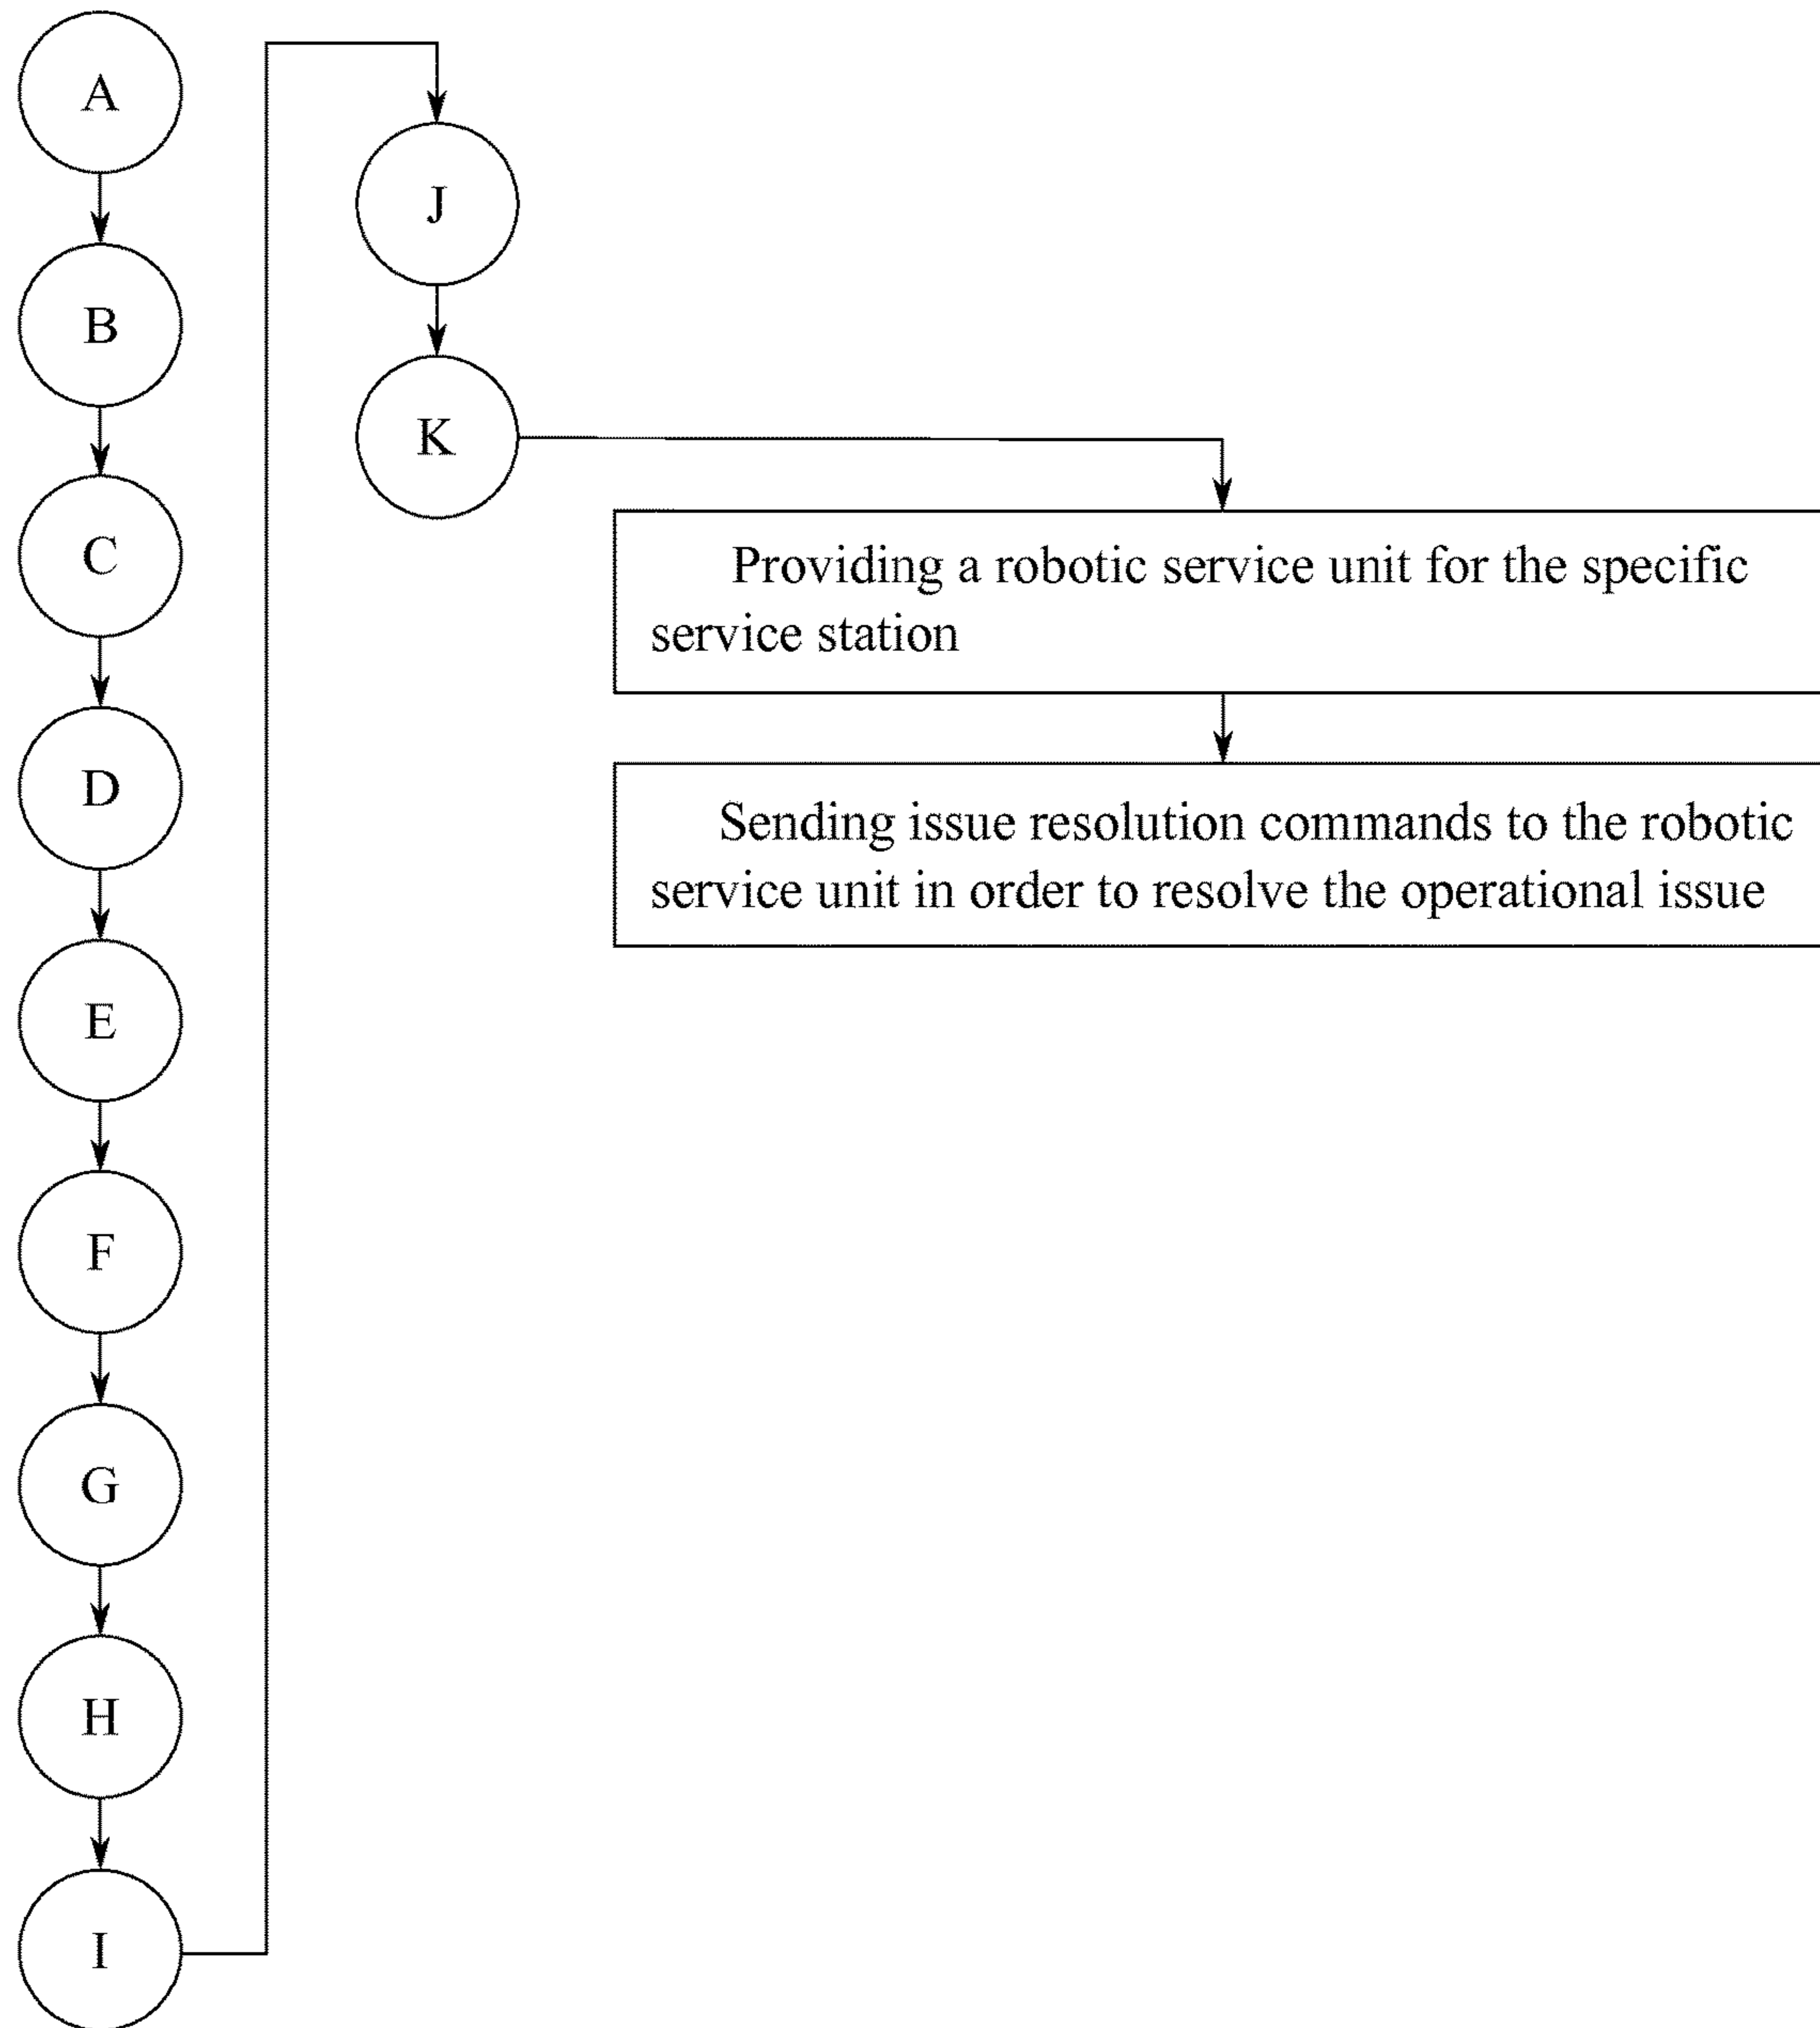 A
B
C
D
E
F
G
H
I
J
K
Providing a robotic service unit for the specific
service station
Sending issue resolution commands to the robotic
service unit in order to resolve the operational issue